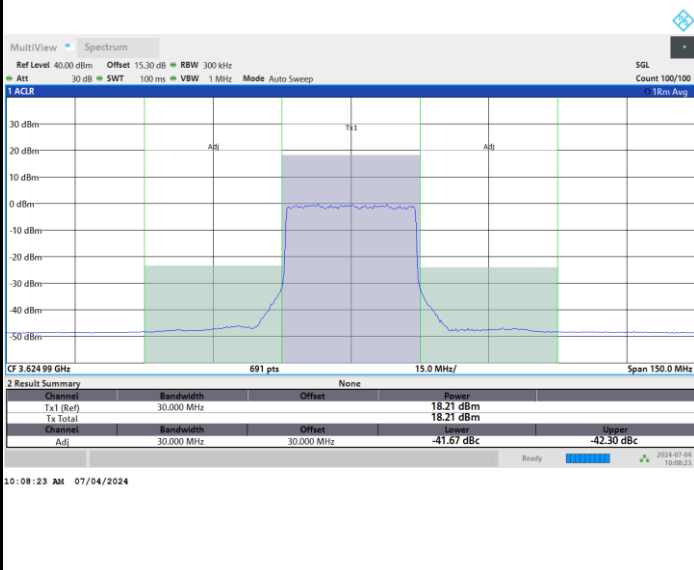 MultiView Spectrum
Ref Level 40.00 dBm Offset 15.30 dB RBW 300 kHz SGL
Att 30 dB SWT 100 ms VBW 1 MHz Mode Auto Sweep Count 100/100
1 ACLR 1Rm Avg
30 dBm
Tx1
20 dBm Adj Adj
10 dBm
0 dBm
-10 dBm
-20 dBm
-30 dBm
-40 dBm
-50 dBm
CF 3.624 99 GHz 691 pts 15.0 MHz/ Span 150.0 MHz
2 Result Summary None
Channel Bandwidth Offset Power
Tx1 (Ref) 30.000 MHz 18.21 dBm
Tx Total 18.21 dBm
Channel Bandwidth Offset Lower Upper
Adj 30.000 MHz 30.000 MHz -41.67 dBc -42.30 dBc
Ready 2024-07-04
10:08:23
10:08:23 AM 07/04/2024